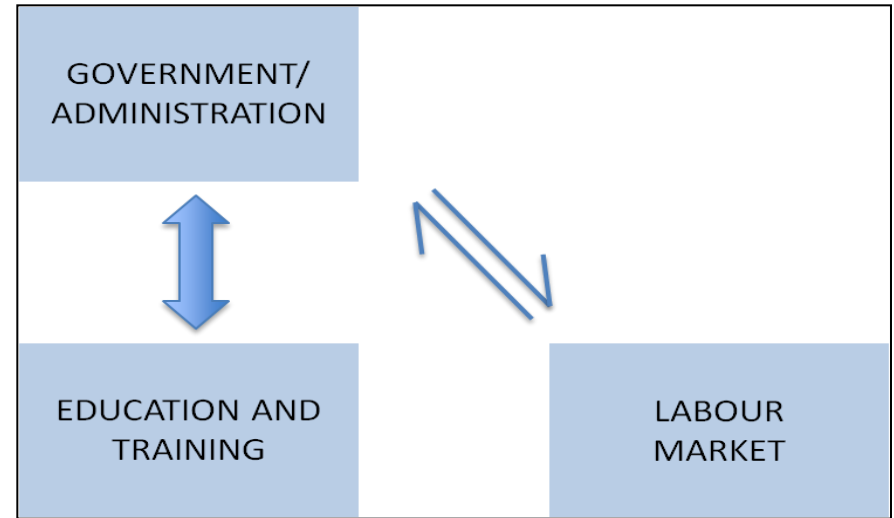 GOVERNMENT/
ADMINISTRATION
EDUCATION AND
TRAINING
LABOUR
MARKET